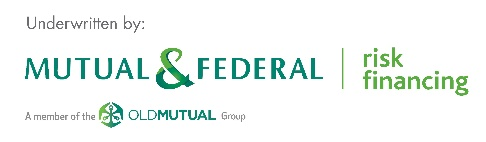 Underwritten by:
MUTUAL & FEDERAL
risk
financing
A member of the OLDMUTUAL Group